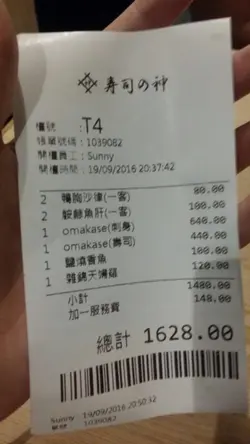 寿司の神
檯號 :T4
帳單號碼 : 1039082
開檯員工 : Sunny
開檯時間 : 19/09/2016 20:37:42
2 鴨胸沙律(一客) 80.00
2 鮟鱇魚肝(一客) 100.00
1 omakase(刺身) 640.00
1 omakase(壽司) 440.00
1 鹽燒香魚 100.00
1 雜錦天婦羅 120.00
小計 1480.00
加一服務費 148.00
總計 1628.00
Sunny 19/09/2016 20:50:32
1039082